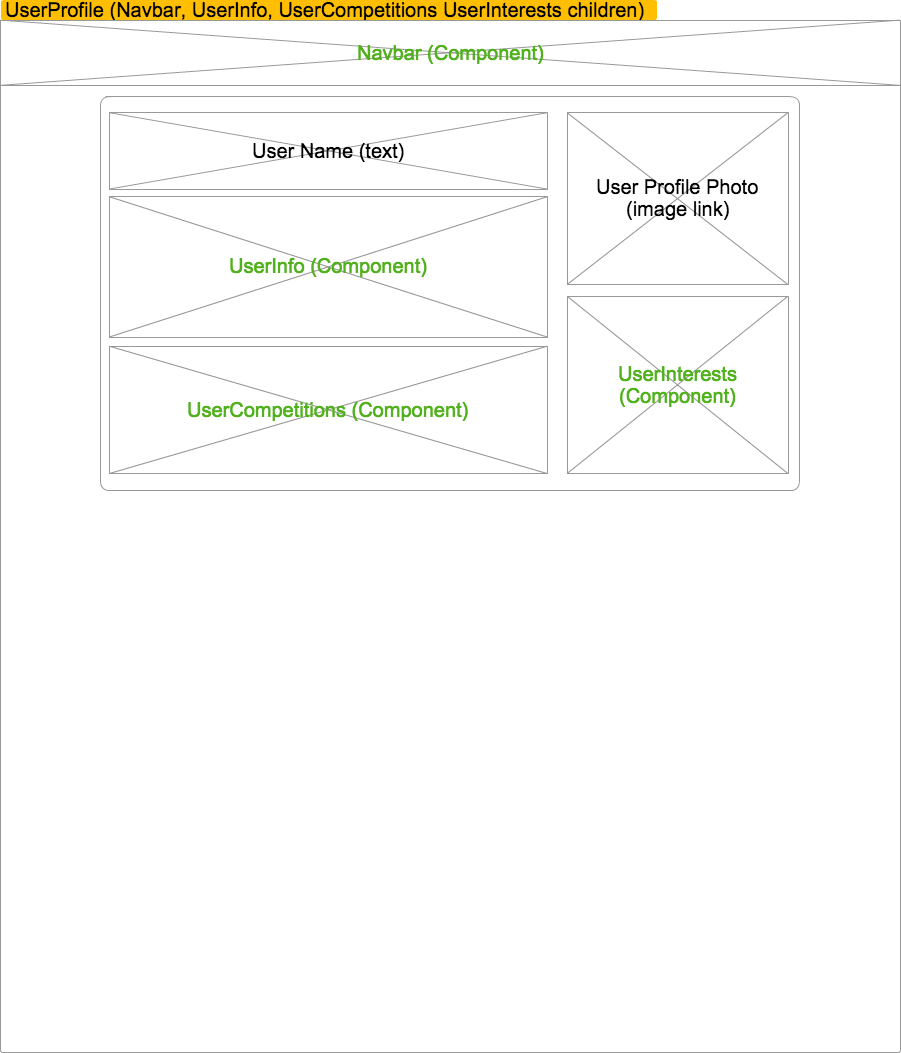 UserProfile (Navbar, UserInfo, UserCompetitions UserInterests children)
Navbar (Component)
User Name (text)
User Profile Photo
(image link)
UserInfo (Component)
UserInterests
(Component)
UserCompetitions (Component)